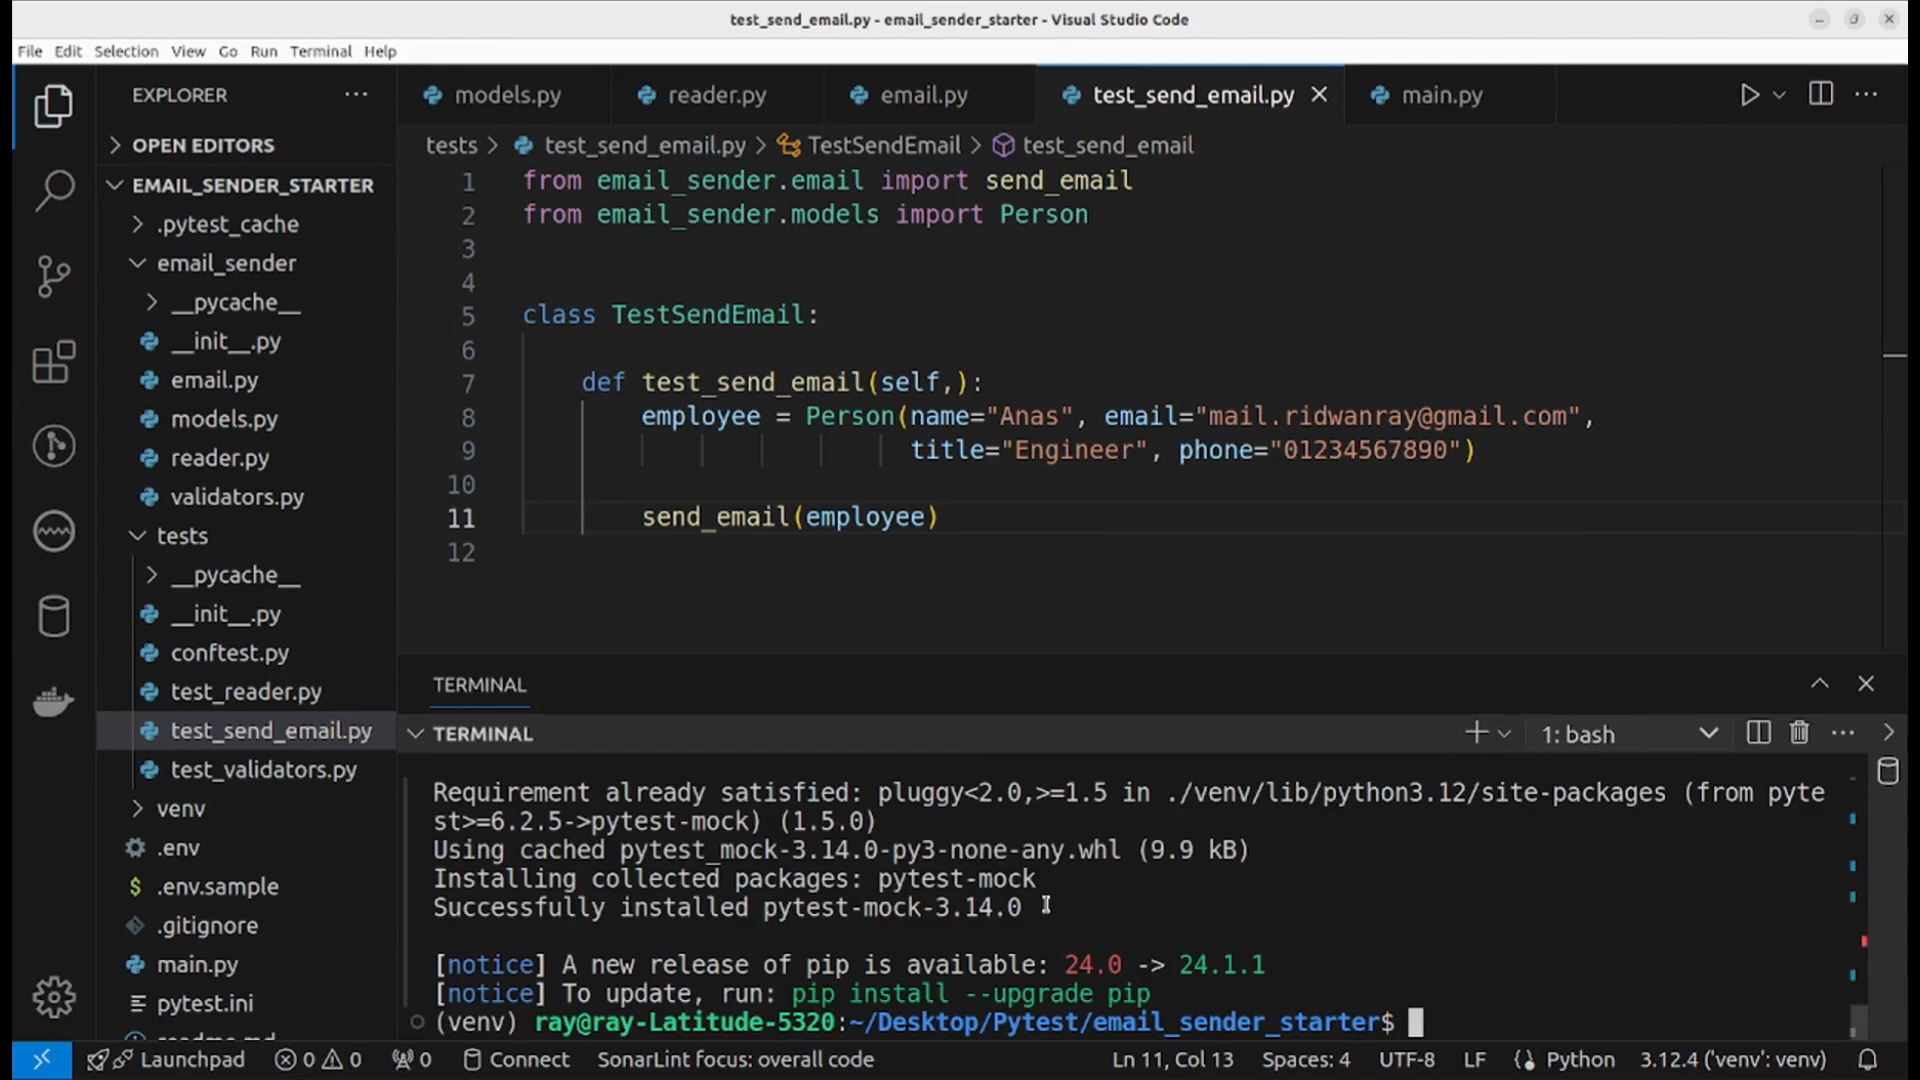 test_send_email.py - email_sender_starter - Visual Studio Code
File Edit Selection View Go Run Terminal Help
EXPLORER
models.py reader.py email.py test_send_email.py main.py
OPEN EDITORS
tests > test_send_email.py > TestSendEmail > test_send_email
EMAIL_SENDER_STARTER
.pytest_cache
email_sender
__pycache__
__init__.py
email.py
models.py
reader.py
validators.py
tests
__pycache__
__init__.py
conftest.py
test_reader.py
test_send_email.py
test_validators.py
venv
.env
.env.sample
.gitignore
main.py
pytest.ini
readme.md
1 from email_sender.email import send_email
2 from email_sender.models import Person
3
4
5 class TestSendEmail:
6
7 def test_send_email(self,):
8 employee = Person(name="Anas", email="mail.ridwanray@gmail.com",
9 title="Engineer", phone="01234567890")
10
11 send_email(employee)
12
TERMINAL
TERMINAL
1: bash
Requirement already satisfied: pluggy<2.0,>=1.5 in ./venv/lib/python3.12/site-packages (from pyte
st>=6.2.5->pytest-mock) (1.5.0)
Using cached pytest_mock-3.14.0-py3-none-any.whl (9.9 kB)
Installing collected packages: pytest-mock
Successfully installed pytest-mock-3.14.0
[notice] A new release of pip is available: 24.0 -> 24.1.1
[notice] To update, run: pip install --upgrade pip
(venv) ray@ray-Latitude-5320:~/Desktop/Pytest/email_sender_starter$
Launchpad 0 0 0 Connect SonarLint focus: overall code Ln 11, Col 13 Spaces: 4 UTF-8 LF Python 3.12.4 ('venv': venv)